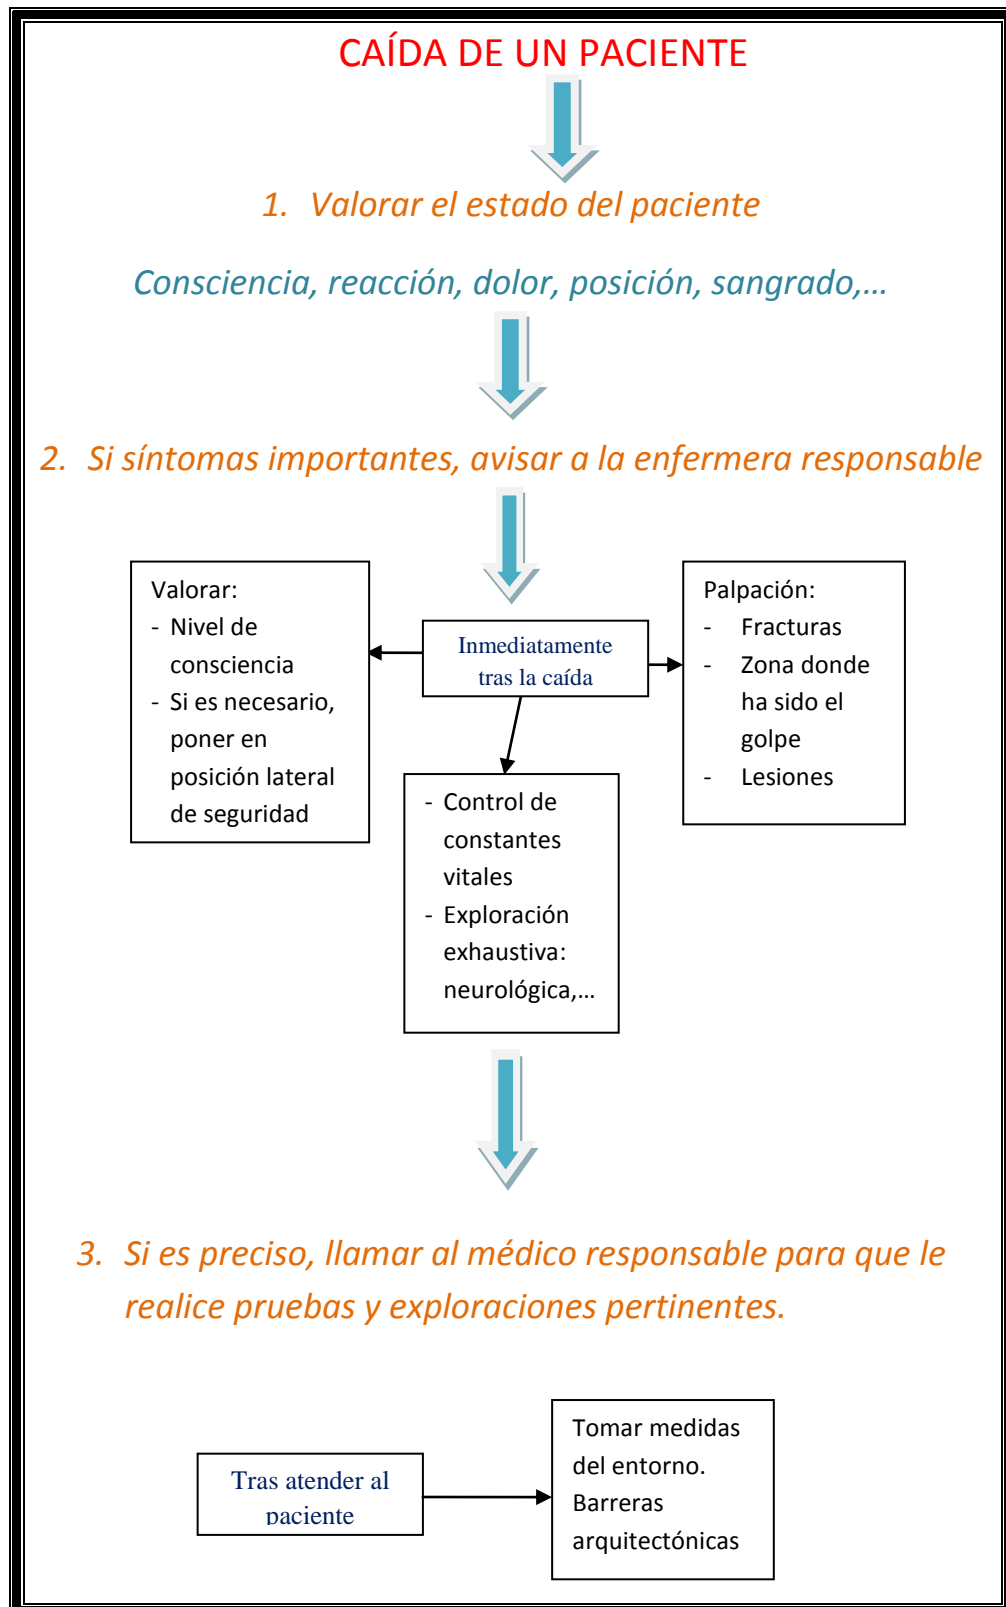 CAÍDA DE UN PACIENTE
1. Valorar el estado del paciente
Consciencia, reacción, dolor, posición, sangrado,...
2. Si síntomas importantes, avisar a la enfermera responsable
Valorar:
- Nivel de
consciencia
- Si es necesario,
poner en
posición lateral
de seguridad
Inmediatamente
tras la caída
Palpación:
- Fracturas
- Zona donde
ha sido el
golpe
- Lesiones
- Control de
constantes
vitales
- Exploración
exhaustiva:
neurológica,...
3. Si es preciso, llamar al médico responsable para que le
realice pruebas y exploraciones pertinentes.
Tras atender al
paciente
Tomar medidas
del entorno.
Barreras
arquitectónicas